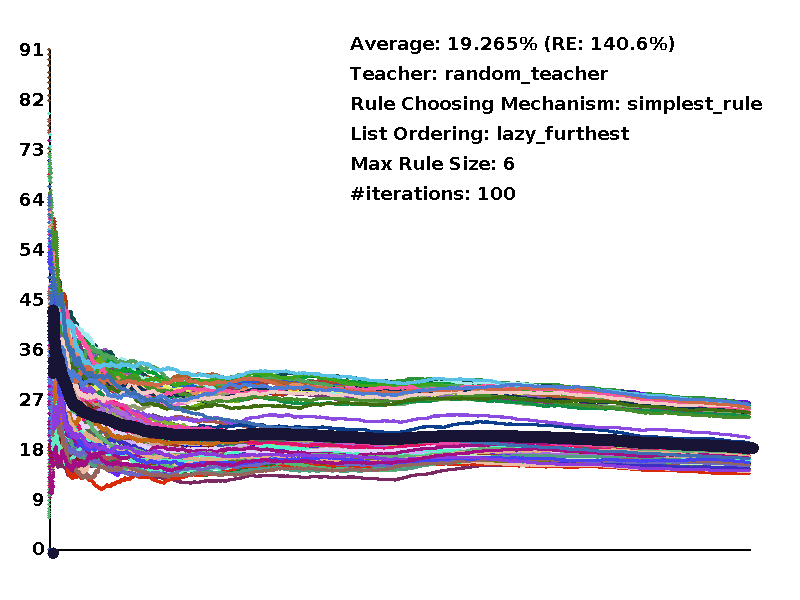 Average: 19.265% (RE: 140.6%)
Teacher: random_teacher
Rule Choosing Mechanism: simplest_rule
List Ordering: lazy_furthest
Max Rule Size: 6
#iterations: 100
91
82
73
64
54
45
36
27
18
9
0